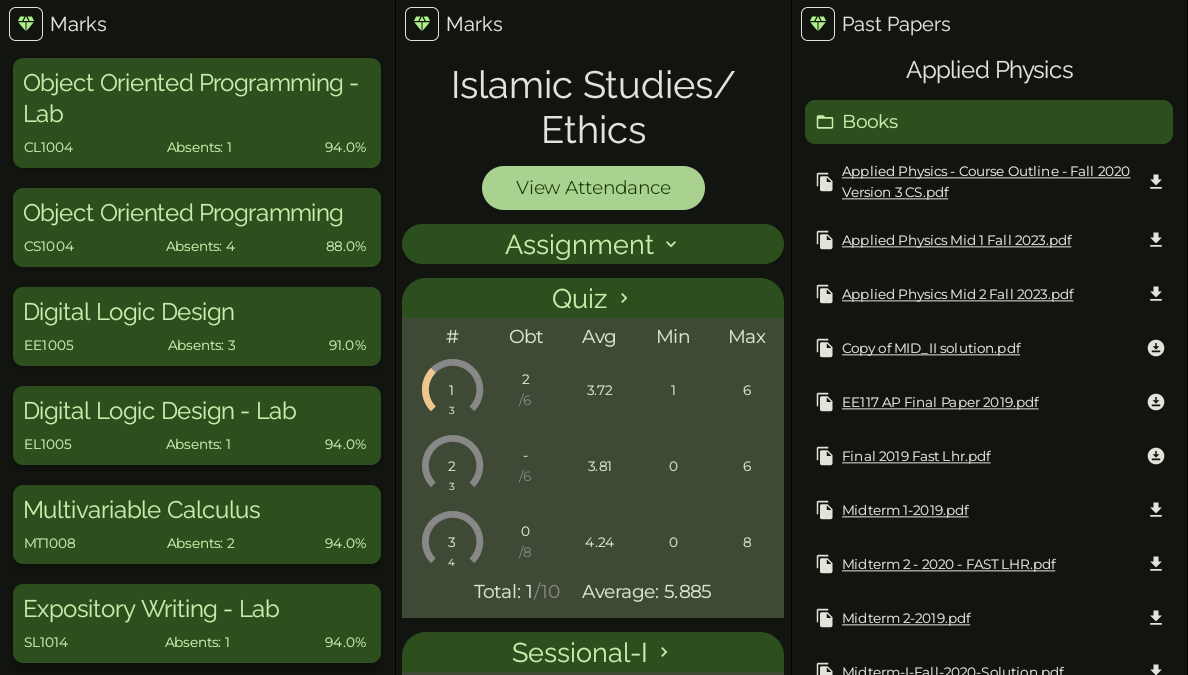 Marks
Object Oriented Programming -
Lab
CL1004 Absents: 1 94.0%
Object Oriented Programming
CS1004 Absents: 4 88.0%
Digital Logic Design
EE1005 Absents: 3 91.0%
Digital Logic Design - Lab
EL1005 Absents: 1 94.0%
Multivariable Calculus
MT1008 Absents: 2 94.0%
Expository Writing - Lab
SL1014 Absents: 1 94.0%
Marks
Islamic Studies/
Ethics
View Attendance
Assignment
Quiz
# Obt Avg Min Max
1 3 2 /6 3.72 1 6
2 3 - /6 3.81 0 6
3 4 0 /8 4.24 0 8
Total: 1/10 Average: 5.885
Sessional-I
Past Papers
Applied Physics
Books
Applied Physics - Course Outline - Fall 2020
Version 3 CS.pdf
Applied Physics Mid 1 Fall 2023.pdf
Applied Physics Mid 2 Fall 2023.pdf
Copy of MID_II solution.pdf
EE117 AP Final Paper 2019.pdf
Final 2019 Fast Lhr.pdf
Midterm 1-2019.pdf
Midterm 2 - 2020 - FAST LHR.pdf
Midterm 2-2019.pdf
Midterm-I-Fall-2020-Solution.pdf